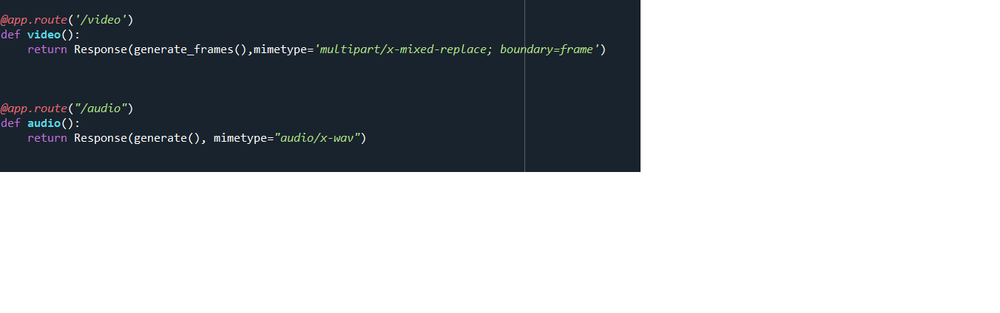 @app.route('/video')
def video():
    return Response(generate_frames(),mimetype='multipart/x-mixed-replace; boundary=frame')
@app.route("/audio")
def audio():
    return Response(generate(), mimetype="audio/x-wav")